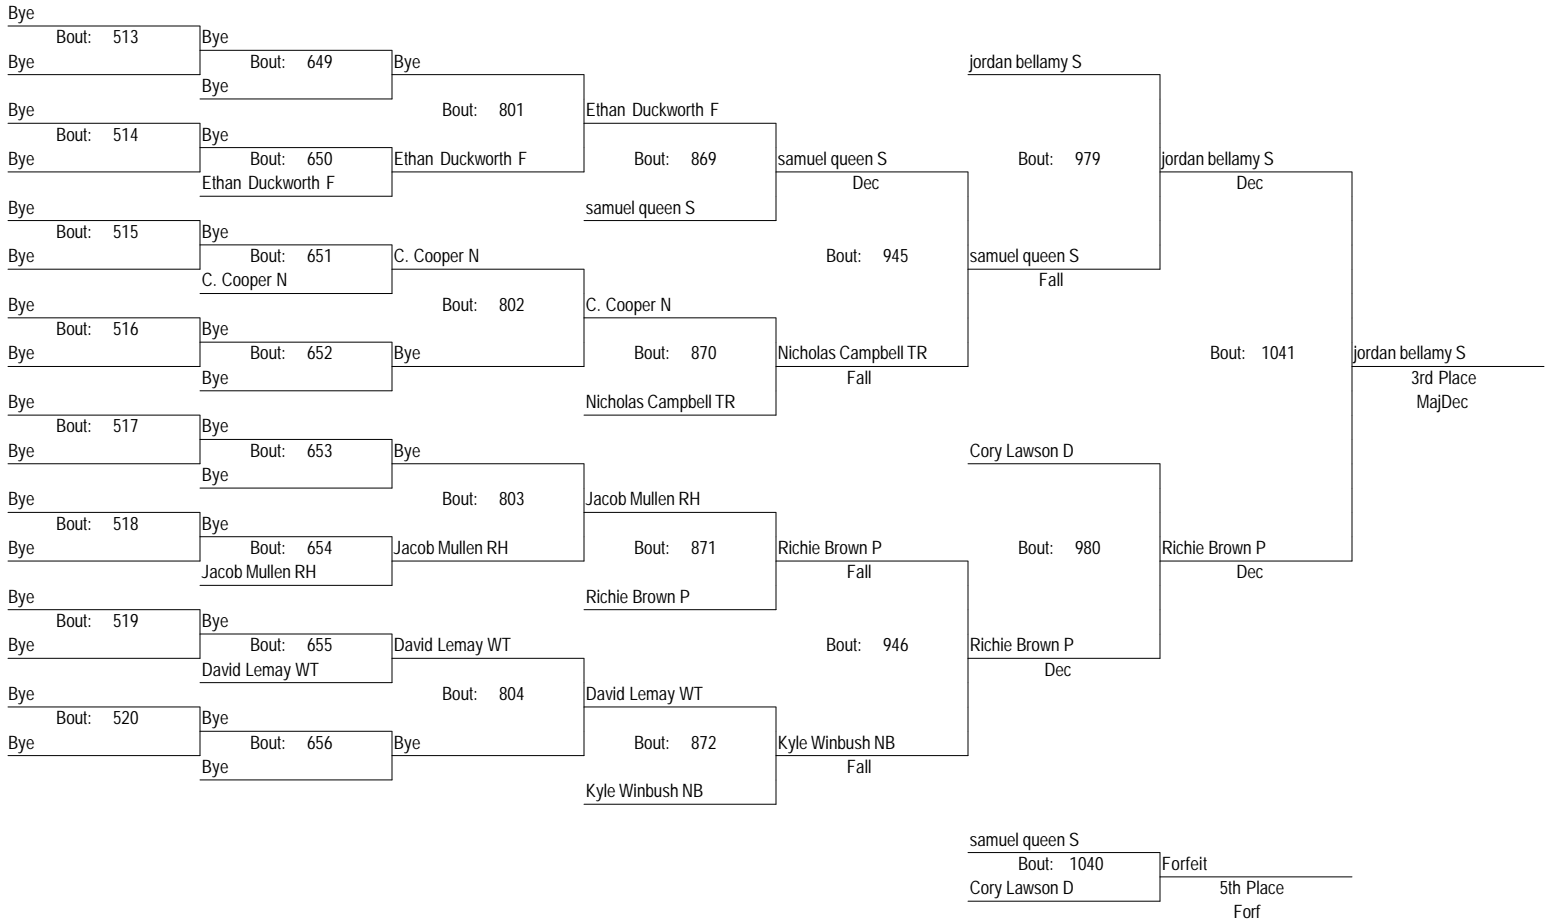 Bye
Bout: 513
Bye
Bye
Bout: 649
Bye
Bye
jordan bellamy S
Bye
Bout: 801
Ethan Duckworth F
Bout: 514
Bye
Bye
Bout: 650
Ethan Duckworth F
Bout: 869
samuel queen S
Bout: 979
jordan bellamy S
Ethan Duckworth F
Dec
Dec
Bye
samuel queen S
Bout: 515
Bye
Bye
Bout: 651
C. Cooper N
Bout: 945
samuel queen S
C. Cooper N
Fall
Bye
Bout: 802
C. Cooper N
Bout: 516
Bye
Bye
Bout: 652
Bye
Bout: 870
Nicholas Campbell TR
Bout: 1041
jordan bellamy S
Bye
Fall
3rd Place
Bye
Nicholas Campbell TR
MajDec
Bout: 517
Bye
Bye
Bout: 653
Bye
Cory Lawson D
Bye
Bye
Bout: 803
Jacob Mullen RH
Bout: 518
Bye
Bye
Bout: 654
Jacob Mullen RH
Bout: 871
Richie Brown P
Bout: 980
Richie Brown P
Jacob Mullen RH
Fall
Dec
Bye
Richie Brown P
Bout: 519
Bye
Bye
Bout: 655
David Lemay WT
Bout: 946
Richie Brown P
David Lemay WT
Dec
Bye
Bout: 804
David Lemay WT
Bout: 520
Bye
Bye
Bout: 656
Bye
Bout: 872
Kyle Winbush NB
Bye
Fall
Kyle Winbush NB
samuel queen S
Bout: 1040
Forfeit
Cory Lawson D
5th Place
Forf